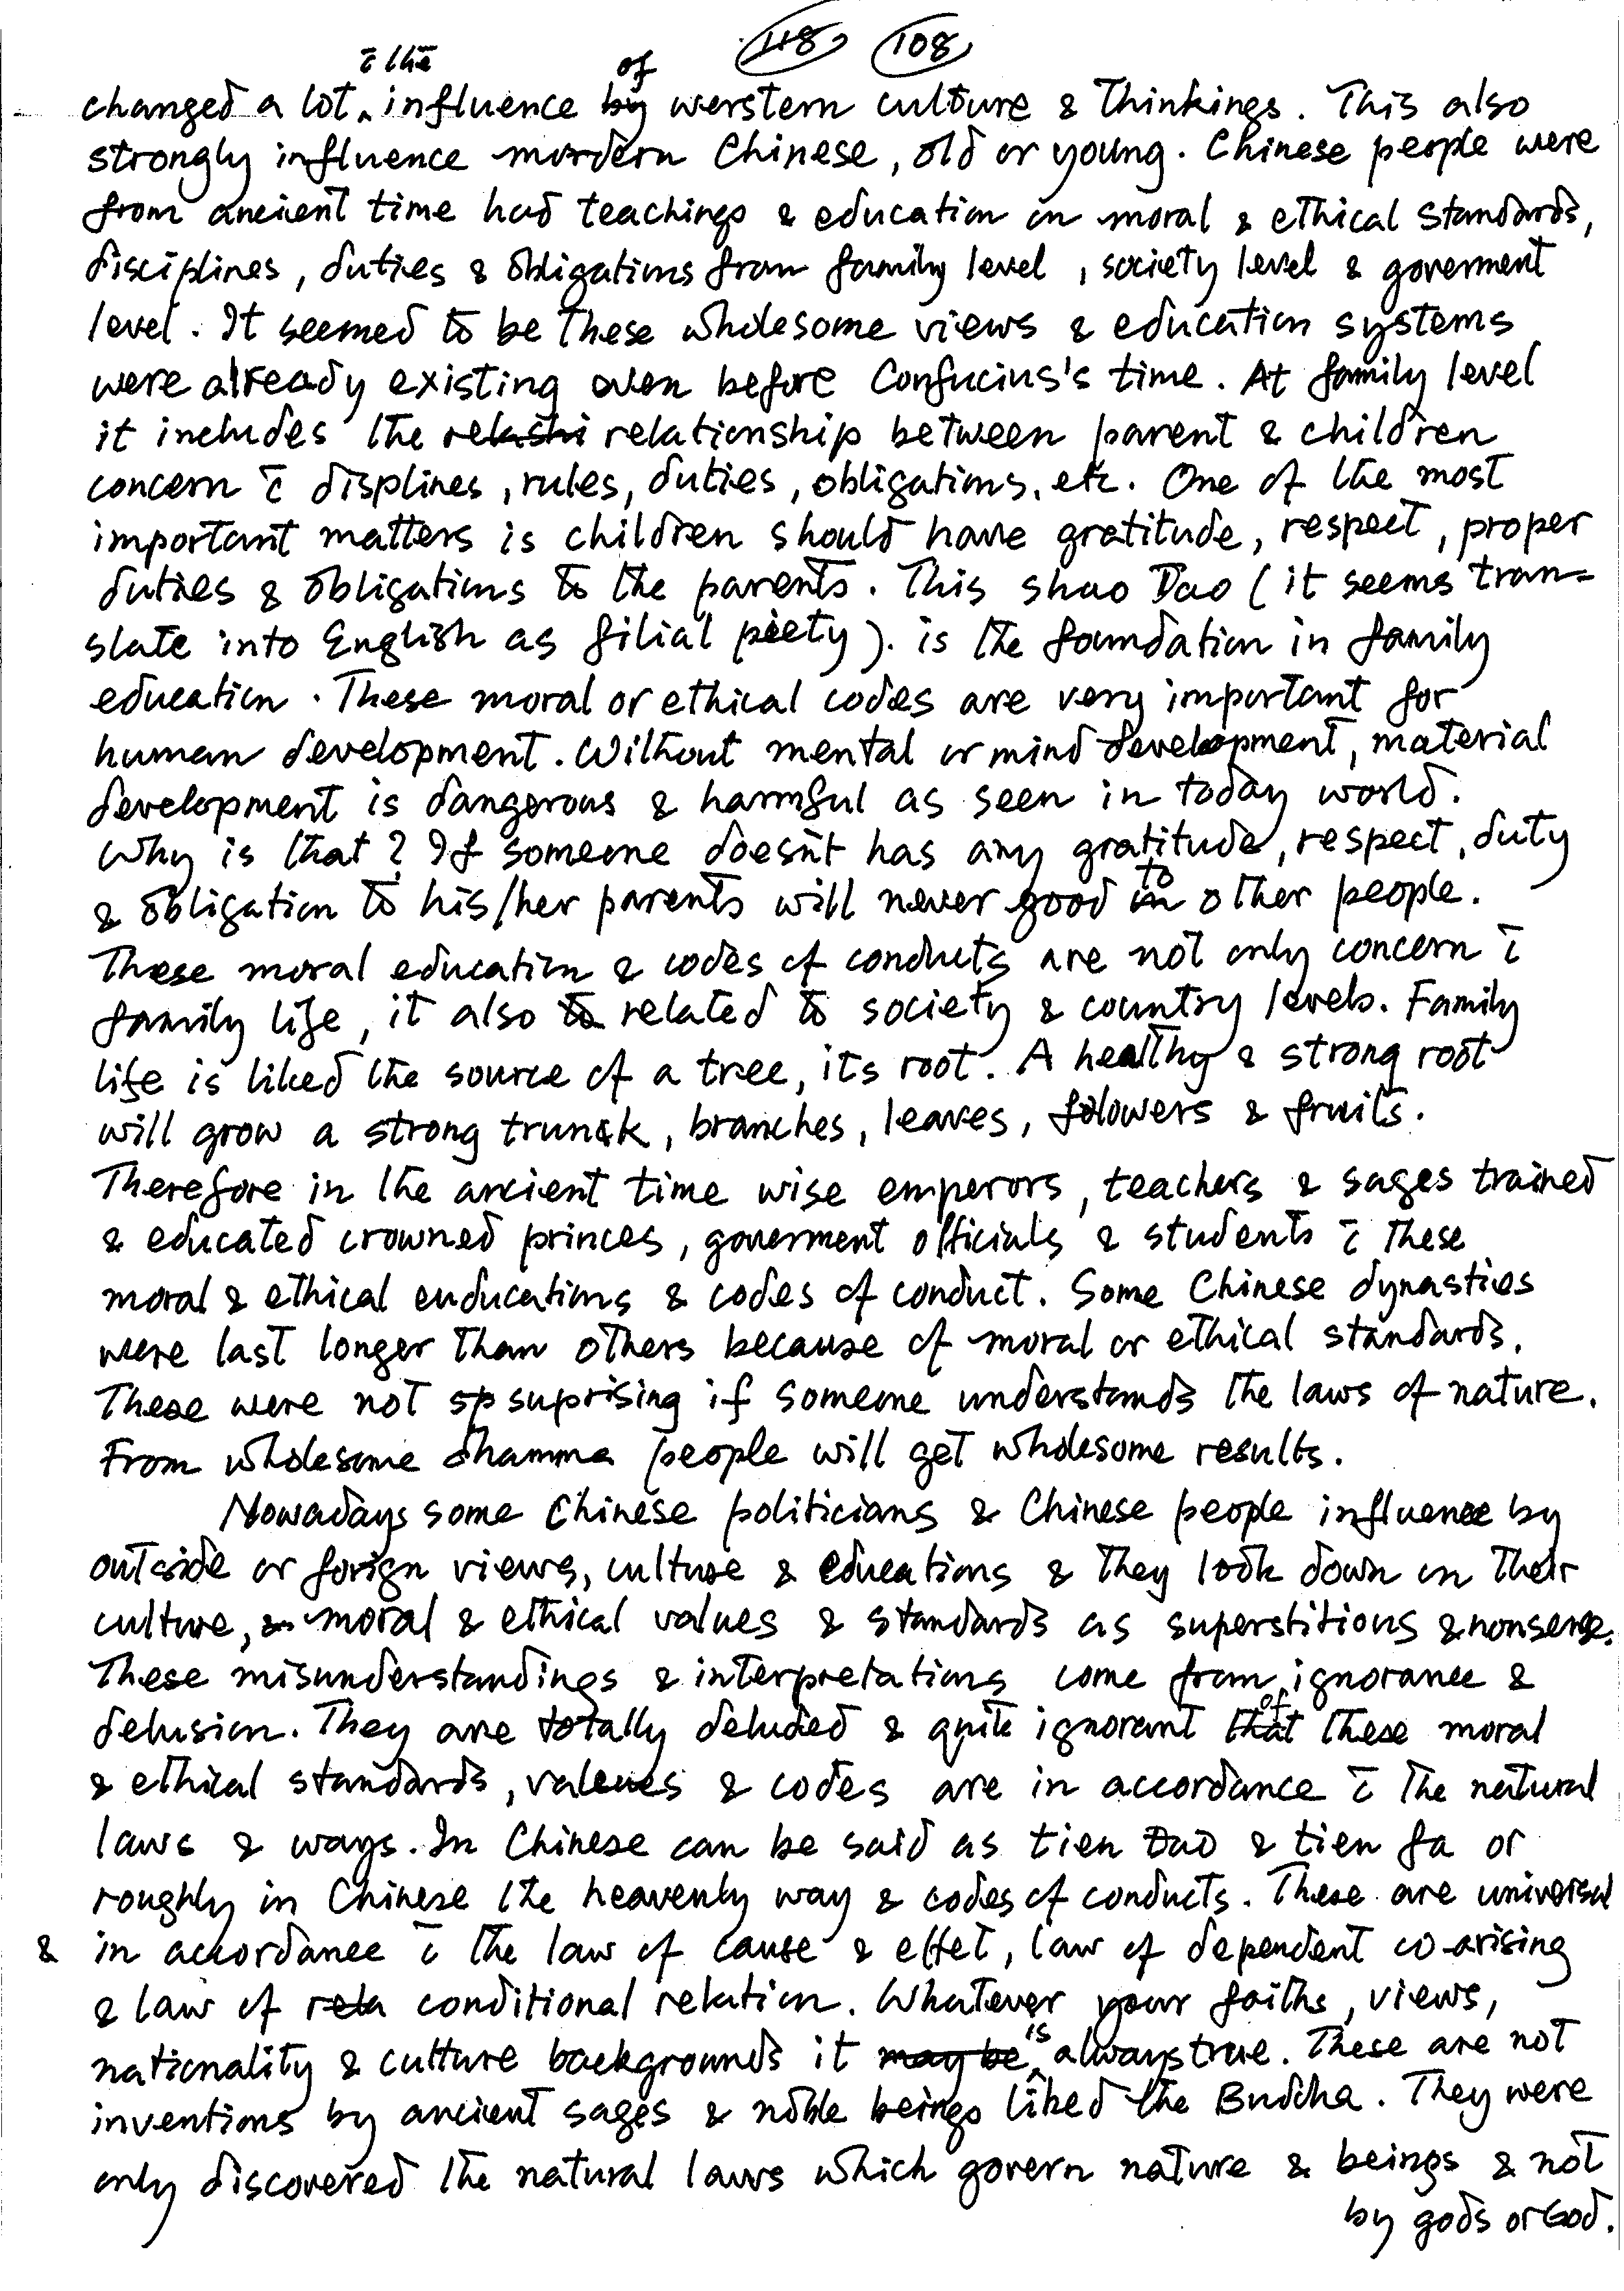 118 108
c̄ the of
changed a lot ‸ influence by werstern culture & Thinkings. This also
strongly influence mordern Chinese, old or young. Chinese people were
from ancient time had teachings & education on moral & ethical standards,
disciplines, duties & obligations from family level, society level & goverment
level. It seemed to be These wholesome views & education systems
were already existing even before Confucius's time. At family level
it includes the relashi relationship between parent & children
concern c̄ displines, rules, duties, obligations, etc. One of the most
important matters is children should have gratitude, respect, proper
duties & obligations to the parents. This shao Dao (it seems tran=
slate into English as filial piety). is the foundation in family
education. These moral or ethical codes are very important for
human development. Without mental or mind development, material
development is dangerous & harmful as seen in today world.
Why is that? If someone doesn't has any gratitude, respect, duty
to
& obligation to his/her parents will never good in other people.
These moral education & codes of conducts are not only concern c̄
family life, it also to related to society & country levels. Family
life is liked the source of a tree, its root. A healthy & strong root
will grow a strong trunk, branches, leaves, folowers & fruits.
Therefore in the ancient time wise emperors, teachers & sages trained
& educated crowned princes, goverment officials & students c̄ these
moral & ethical enducations & codes of conduct. Some Chinese dynasties
were last longer than others because of moral or ethical standards.
These were not sp suprising if someone understands the laws of nature.
From wholesome dhamma people will get wholesome results.
Nowadays some Chinese politicians & Chinese people influence by
outside or forign views, culture & educations & they look down on their
culture, moral & ethical values & standards as superstitions & nonsense.
These misunderstandings & interpretations come from ignorance &
of
delusion. They are totally deluded & quite ignorant that these moral
& ethical standards, values & codes are in accordance c̄ the natural
laws & ways. In Chinese can be said as tien Dao & tien fa or
roughly in Chinese the heavenly way & codes of conducts. These are universal
& in accordance c̄ the law of cause & effet, law of dependent co-arising
& law of rela conditional relation. Whatever your faiths, views,
is
nationality & culture backgrounds it may be ‸ always true. These are not
inventions by ancient sages & noble beings liked the Buddha. They were
only discovered the natural laws which govern nature & beings & not
by gods or God.